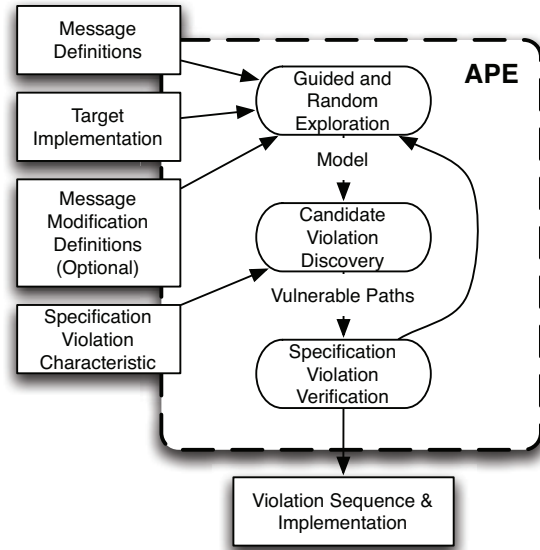 Message
Definitions
APE
Guided and
Random
Exploration
Target
Implementation
Model
Message
Modification
Definitions
(Optional)
Candidate
Violation
Discovery
Vulnerable Paths
Specification
Violation
Characteristic
Specification
Violation
Verification
Violation Sequence &
Implementation